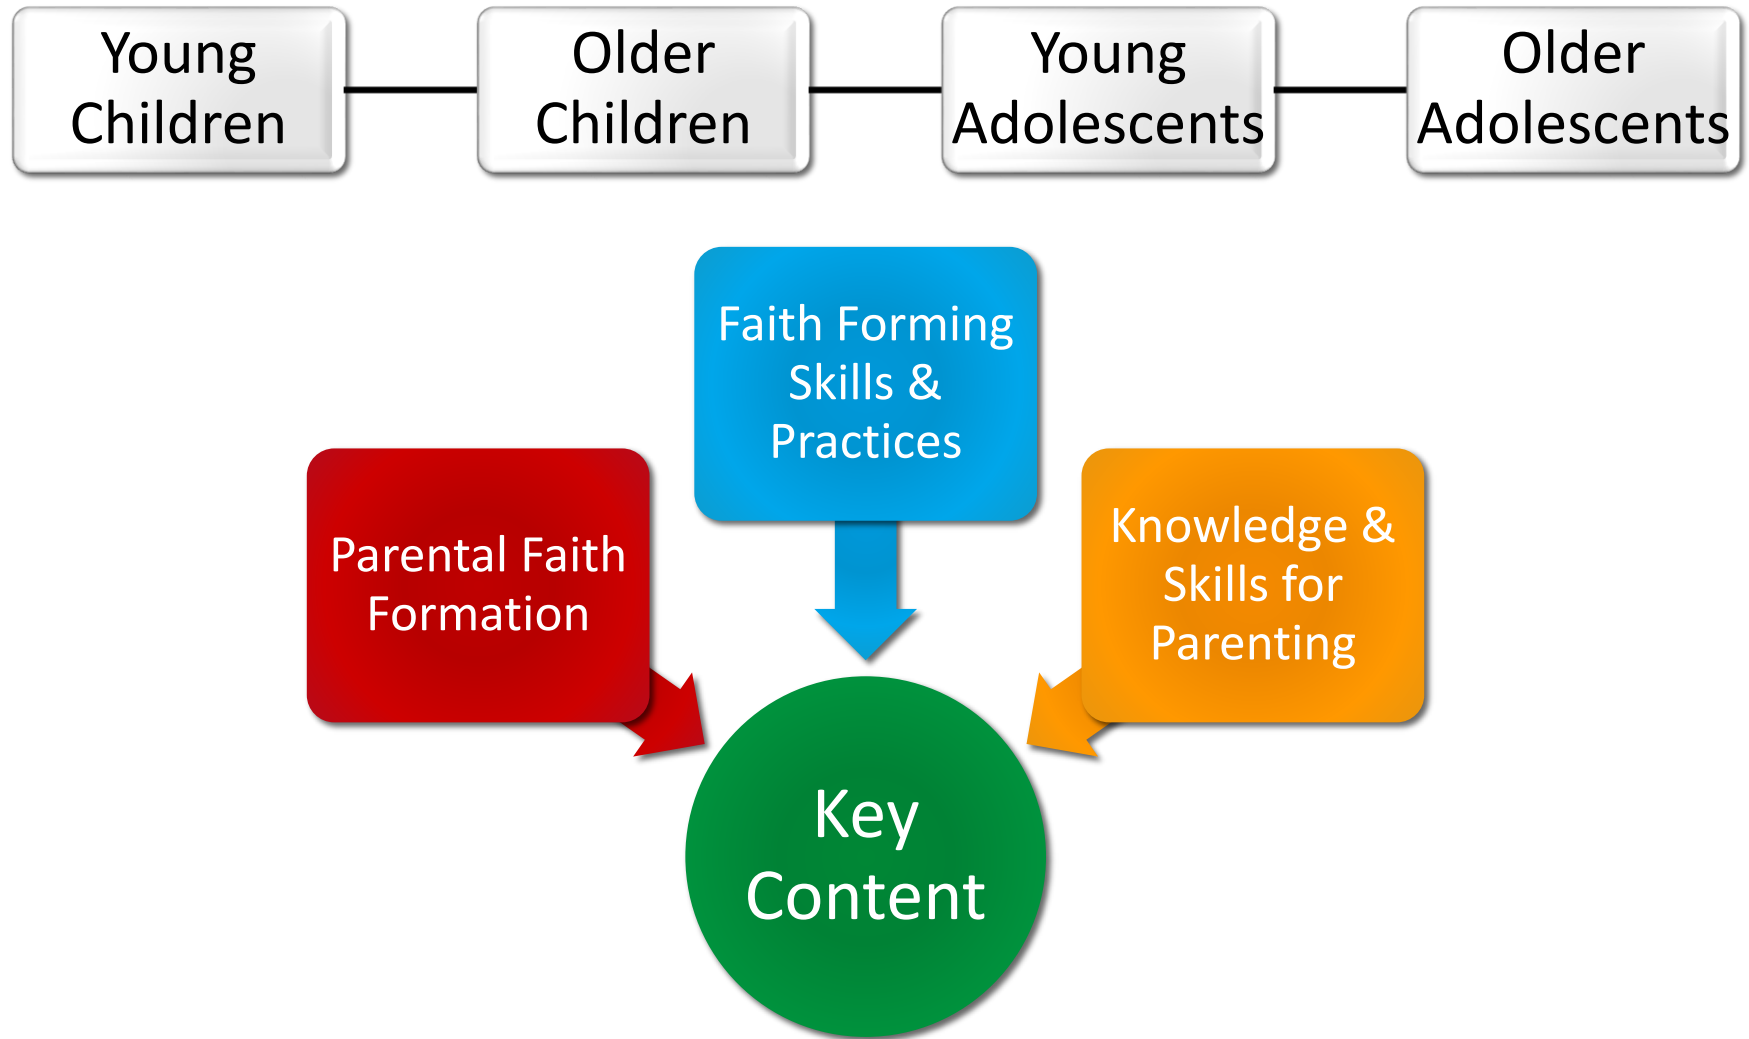 Young
Children
Older
Children
Young
Adolescents
Older
Adolescents
Faith Forming
Skills &
Practices
Parental Faith
Formation
Knowledge &
Skills for
Parenting
Key
Content